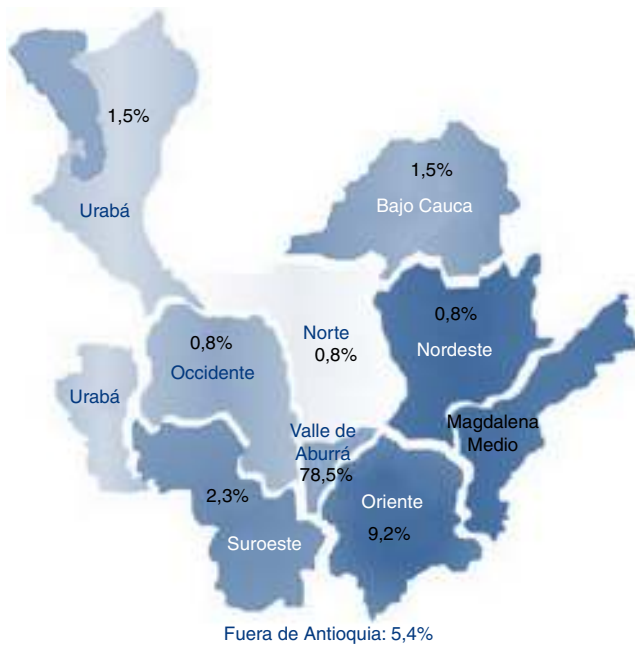 1,5%
Urabá
1,5%
Bajo Cauca
0,8%
Occidente
Norte
0,8%
0,8%
Nordeste
Urabá
Magdalena
Medio
Valle de
Aburrá
78,5%
2,3%
Suroeste
Oriente
9,2%
Fuera de Antioquia: 5,4%